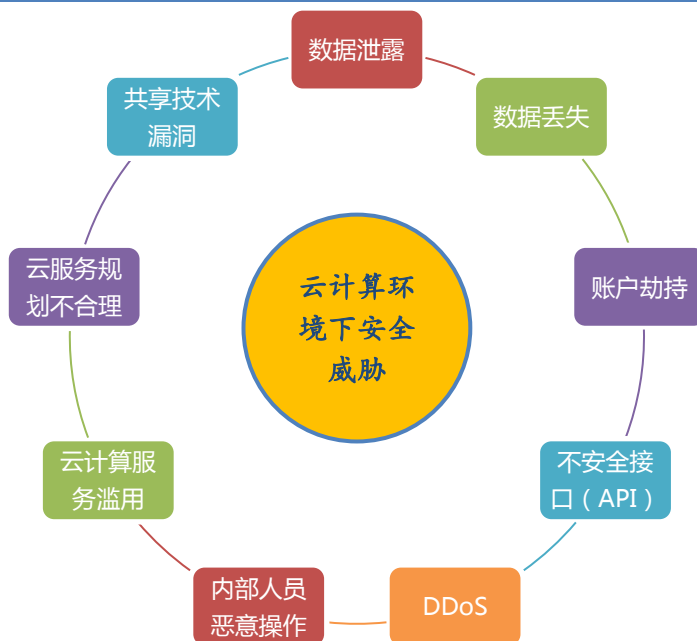 数据泄露
数据丢失
账户劫持
不安全接
口（API）
DDoS
内部人员
恶意操作
云计算服
务滥用
云服务规
划不合理
共享技术
漏洞
云计算环
境下安全
威胁